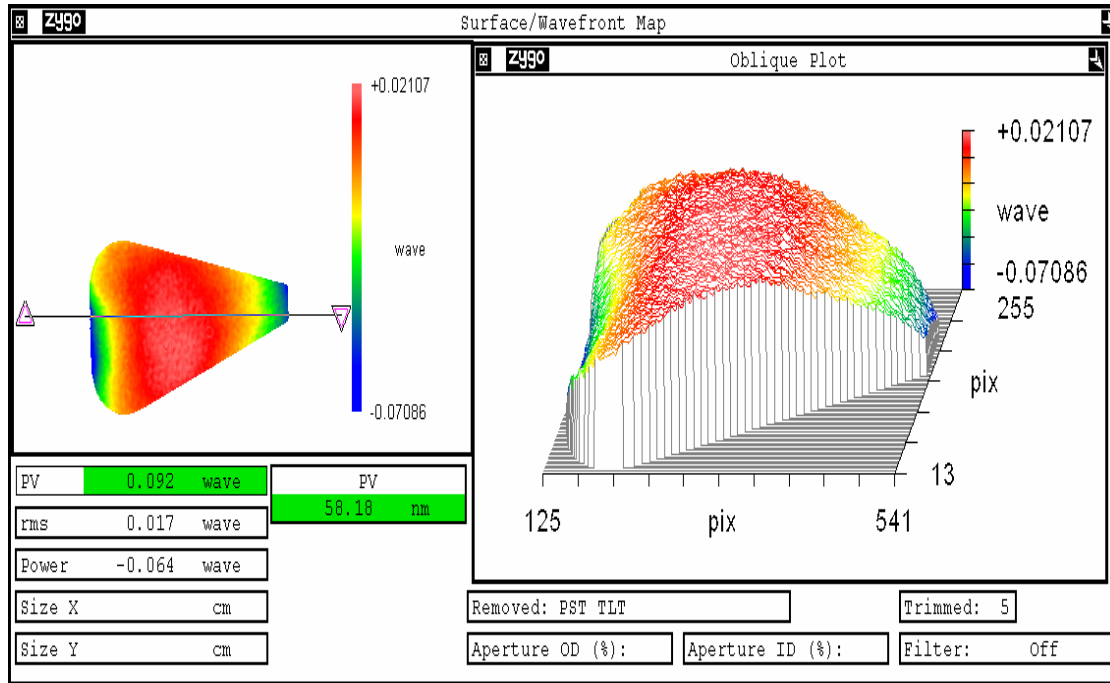 zygo Surface/Wavefront Map
+0.02107
wave
-0.07086
zygo Oblique Plot
+0.02107
wave
-0.07086
255
pix
13
125 pix 541
PV 0.092 wave
rms 0.017 wave
Power -0.064 wave
Size X cm
Size Y cm
PV
58.18 nm
Removed: PST TLT
Trimmed: 5
Aperture OD (%):
Aperture ID (%):
Filter: Off